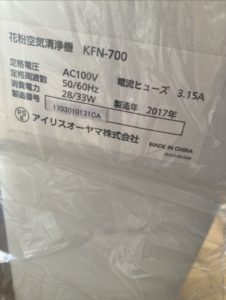 花粉空気清浄機 KFN-700
定格電圧 AC100V 電流ヒューズ 3.15A
定格周波数 50/60Hz
消費電力 28/33W 製造年 2017年
製造番号 170301013​1CA
アイリスオーヤマ株式会社
MADE IN CHINA